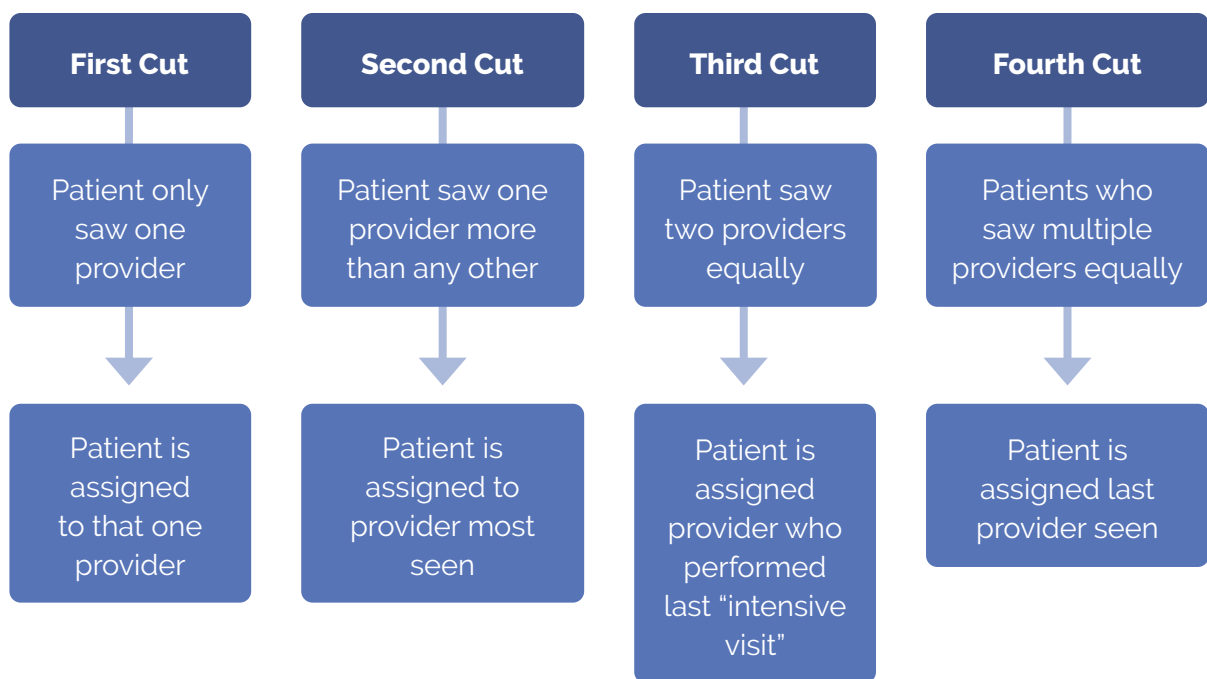 First Cut
Patient only
saw one
provider
Patient is
assigned
to that one
provider
Second Cut
Patient saw one
provider more
than any other
Patient is
assigned to
provider most
seen
Third Cut
Patient saw
two providers
equally
Patient is
assigned
provider who
performed
last “intensive
visit”
Fourth Cut
Patients who
saw multiple
providers equally
Patient is
assigned last
provider seen